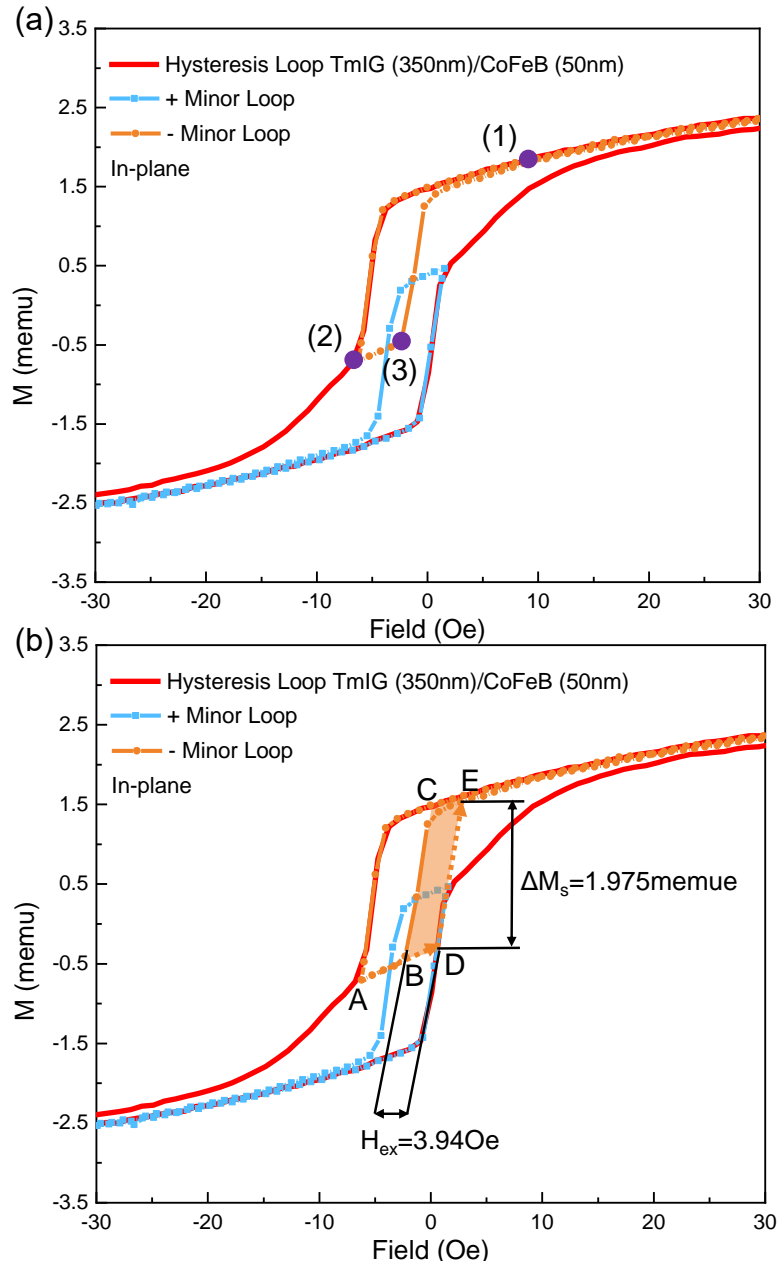 (a)
3.5
2.5
1.5
0.5
-0.5
-1.5
-2.5
-3.5
M (memu)
Hysteresis Loop TmIG (350nm)/CoFeB (50nm)
+ Minor Loop
- Minor Loop
In-plane
(1)
(2)
(3)
-30
-20
-10
0
10
20
30
Field (Oe)
(b)
3.5
2.5
1.5
0.5
-0.5
-1.5
-2.5
-3.5
M (memu)
Hysteresis Loop TmIG (350nm)/CoFeB (50nm)
+ Minor Loop
- Minor Loop
In-plane
C
E
ΔMs=1.975memue
A
B
D
Hex=3.94Oe
-30
-20
-10
0
10
20
30
Field (Oe)